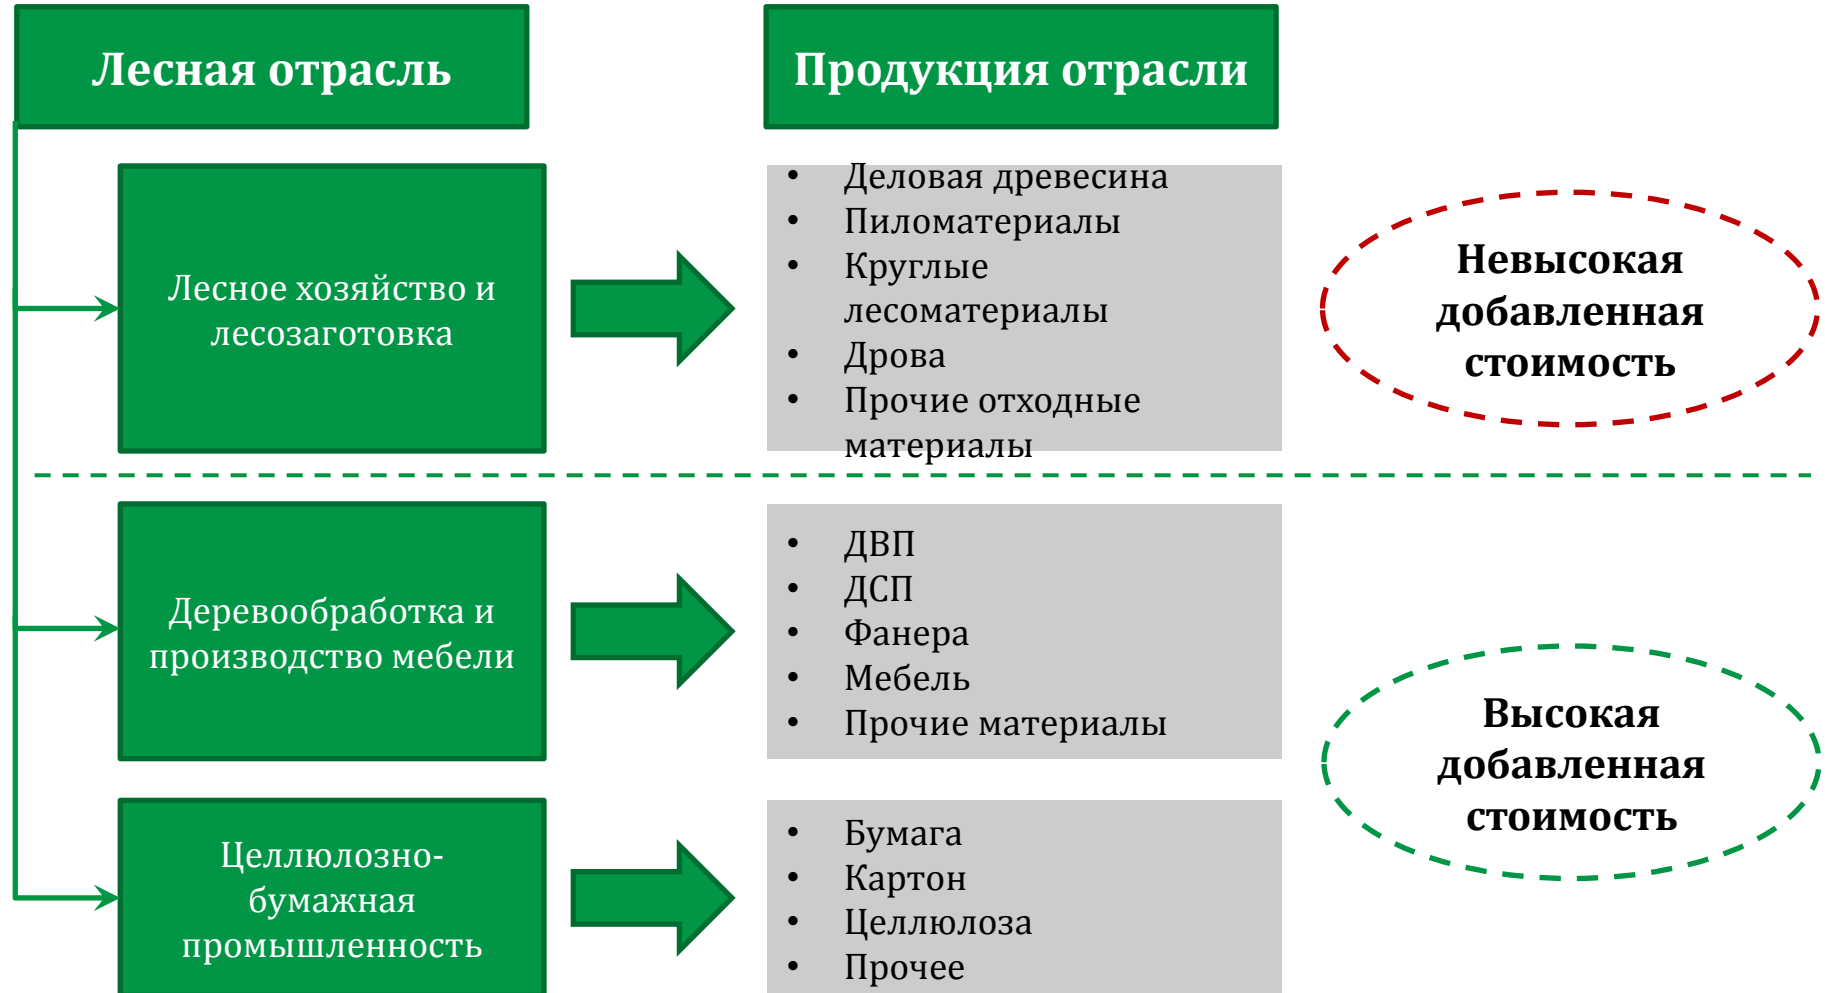 Лесная отрасль
Продукция отрасли
Лесное хозяйство и
лесозаготовка
• Деловая древесина
• Пиломатериалы
• Круглые
лесоматериалы
• Дрова
• Прочие отходные
материалы
Невысокая
добавленная
стоимость
Деревообработка и
производство мебели
• ДВП
• ДСП
• Фанера
• Мебель
• Прочие материалы
Высокая
добавленная
стоимость
Целлюлозно-
бумажная
промышленность
• Бумага
• Картон
• Целлюлоза
• Прочее